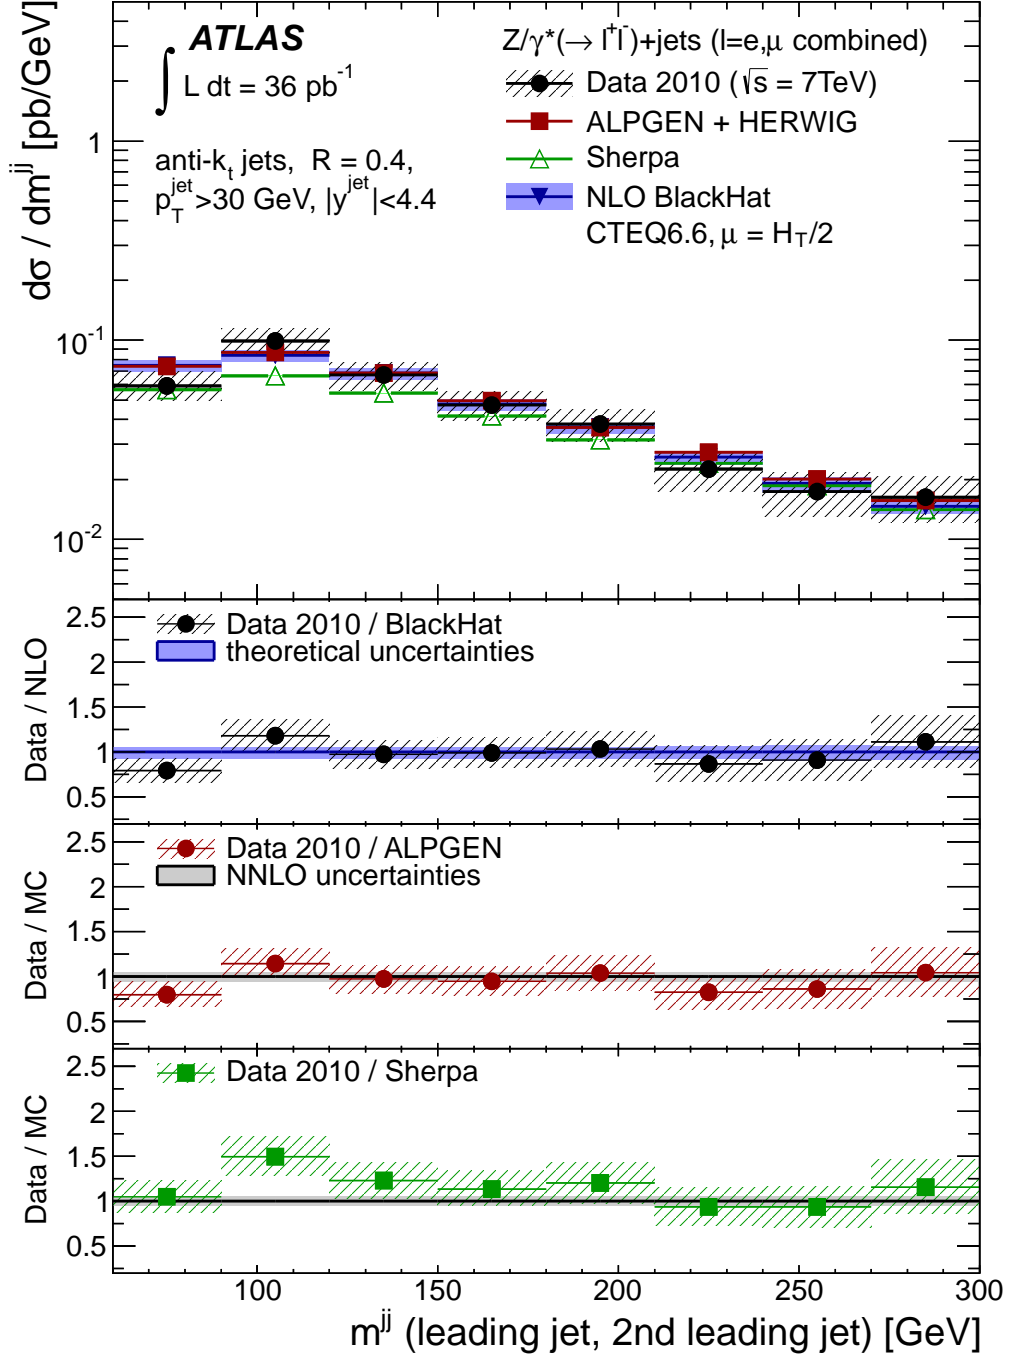 ATLAS
∫ L dt = 36 pb⁻¹
anti-kₜ jets, R = 0.4,
p_T^jet>30 GeV, |y^jet|<4.4
Z/γ*(→ l⁺l⁻)+jets (l=e,μ combined)
Data 2010 (√s = 7TeV)
ALPGEN + HERWIG
Sherpa
NLO BlackHat
CTEQ6.6, μ = H_T/2
dσ / dm^jj [pb/GeV]
1
10⁻¹
10⁻²
Data / NLO
2.5
2
1.5
1
0.5
Data 2010 / BlackHat
theoretical uncertainties
Data / MC
2.5
2
1.5
1
0.5
Data 2010 / ALPGEN
NNLO uncertainties
Data / MC
2.5
2
1.5
1
0.5
Data 2010 / Sherpa
100 150 200 250 300
m^jj (leading jet, 2nd leading jet) [GeV]